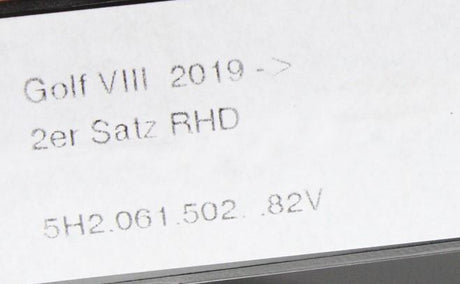 Golf VIII 2019 ->
2er Satz RHD
5H2.061.502. .82V